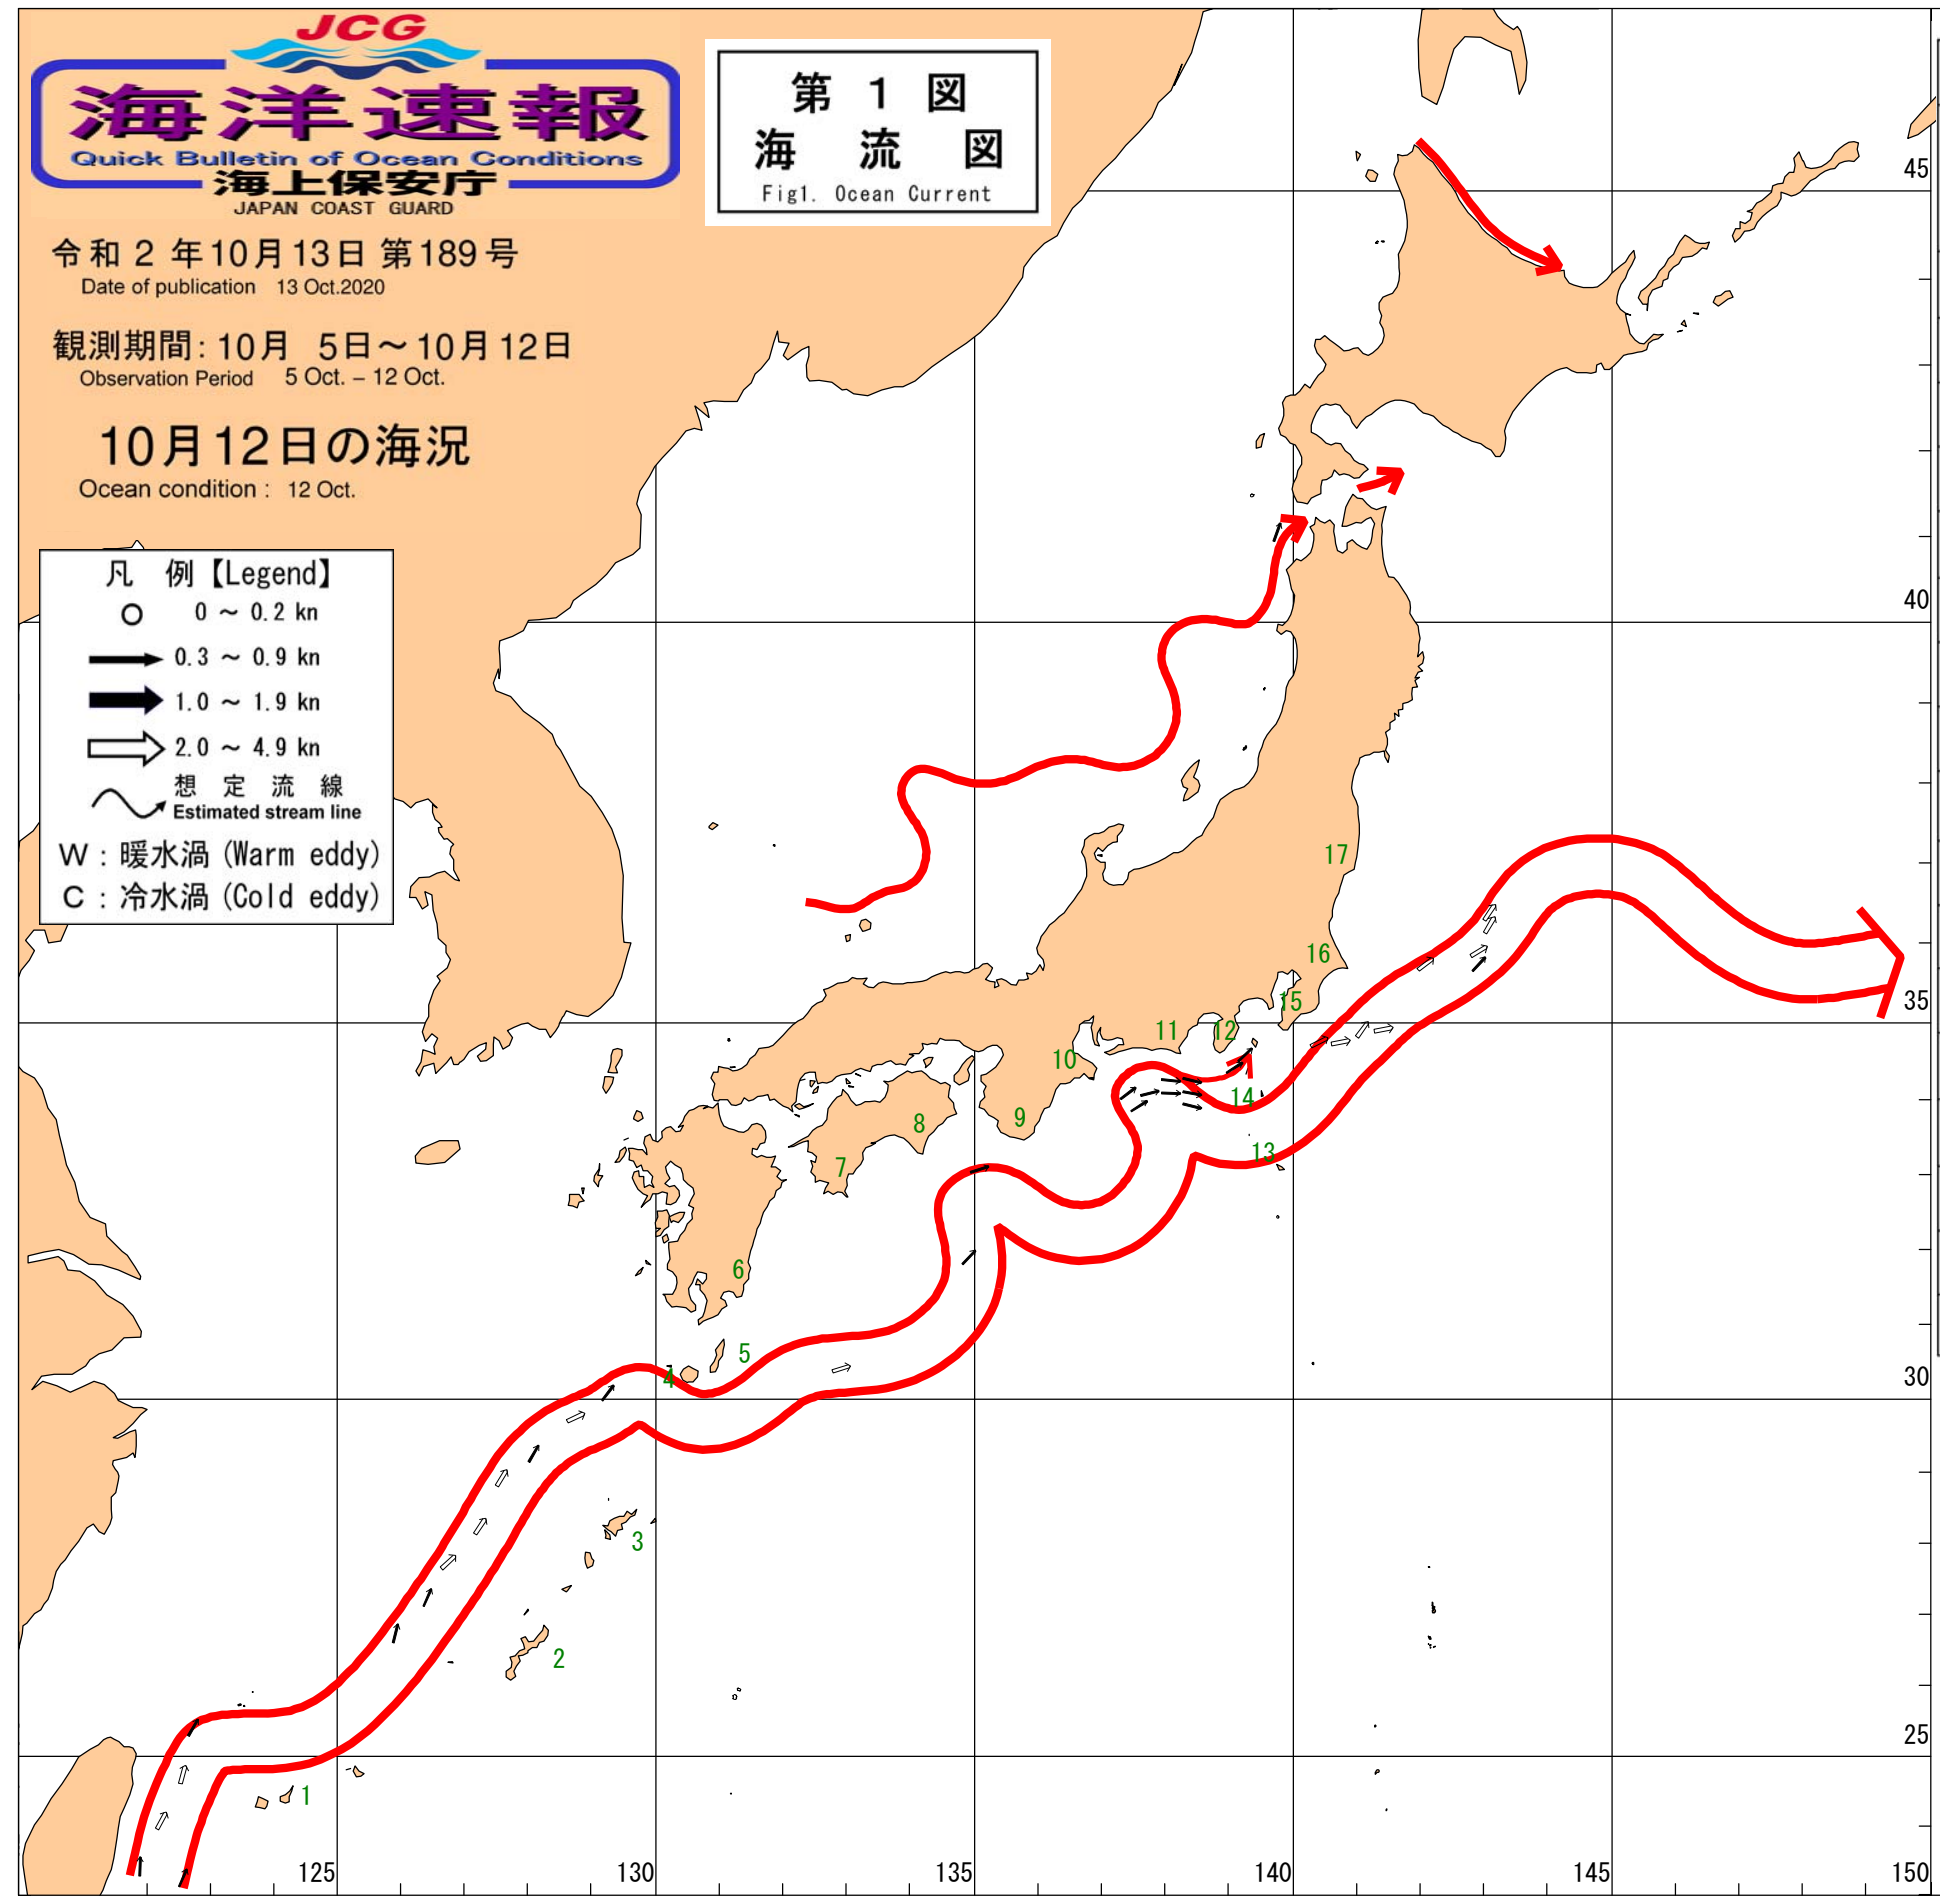 JCG
海洋速報
Quick Bulletin of Ocean Conditions
海上保安庁
JAPAN COAST GUARD
第 1 図
海 流 図
Fig1. Ocean Current
令和 2 年10月13日 第189号
Date of publication 13 Oct.2020
観測期間: 10月 5日～10月12日
Observation Period 5 Oct. – 12 Oct.
10月12日の海況
Ocean condition : 12 Oct.
凡 例【Legend】
0 ～ 0.2 kn
0.3 ～ 0.9 kn
1.0 ～ 1.9 kn
2.0 ～ 4.9 kn
想 定 流 線
Estimated stream line
W : 暖水渦 (Warm eddy)
C : 冷水渦 (Cold eddy)
45
40
17
16
35
15
12
11
10
14
9
8
13
7
6
5
4
30
3
2
25
1
125
130
135
140
145
150